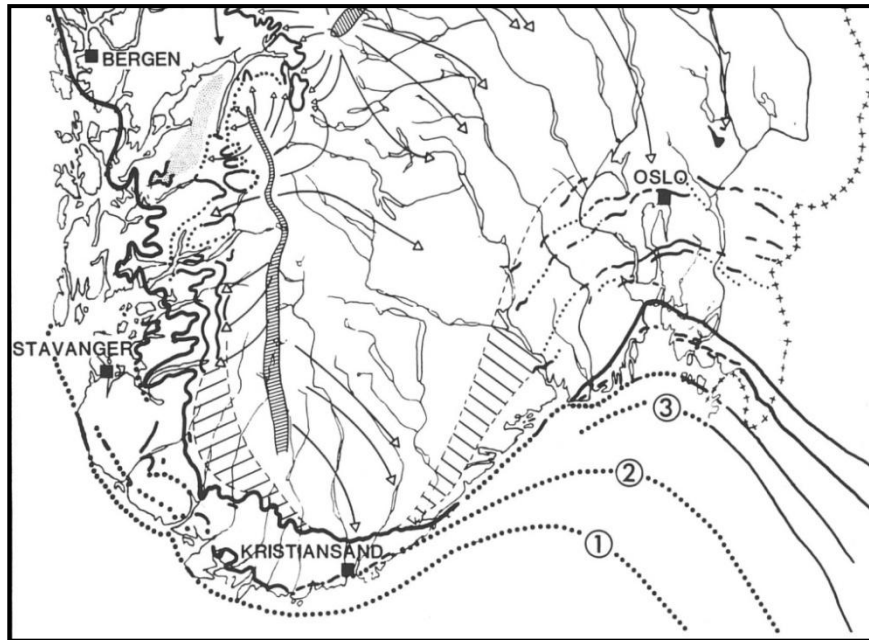 BERGEN
OSLO
STAVANGER
3
2
1
KRISTIANSAND